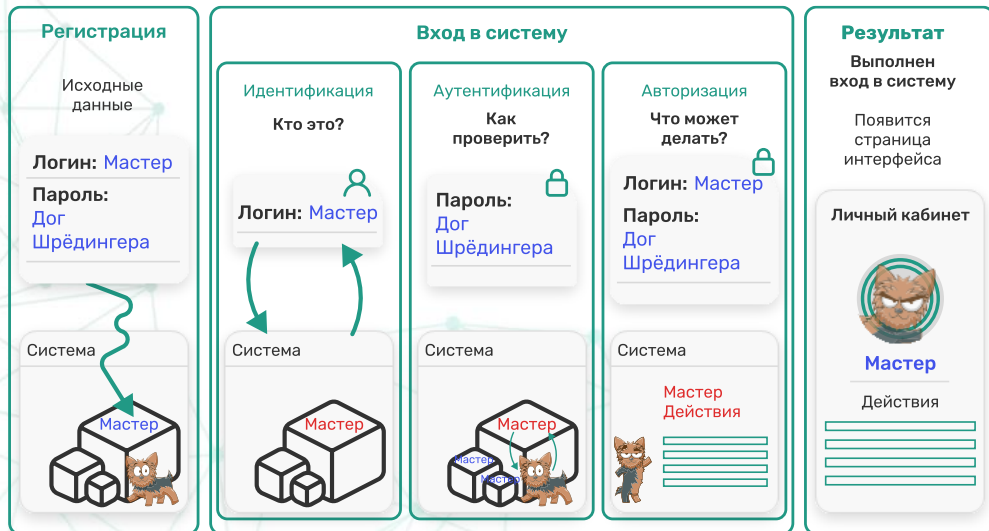 Регистрация
Исходные
данные
Логин: Мастер
Пароль:
Дог
Шрёдингера
Система
Мастер
Вход в систему
Идентификация
Кто это?
Логин: Мастер
Система
Мастер
Аутентификация
Как
проверить?
Пароль:
Дог
Шрёдингера
Система
Мастер
Мастер
Мастер
Авторизация
Что может
делать?
Логин: Мастер
Пароль:
Дог
Шрёдингера
Система
Мастер
Действия
Результат
Выполнен
вход в систему
Появится
страница
интерфейса
Личный кабинет
Мастер
Действия